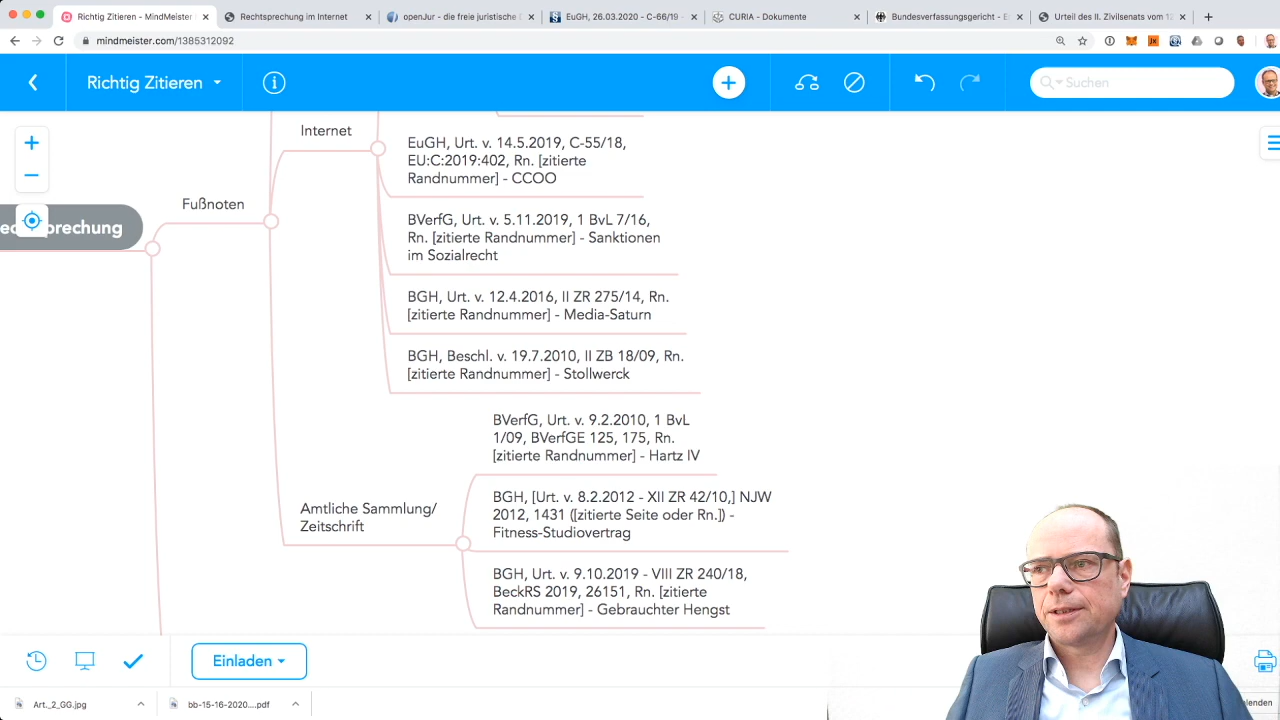 Richtig Zitieren - MindMeister
Rechtsprechung im Internet
openJur - die freie juristische D
EuGH, 26.03.2020 - C-66/19 -
CURIA - Dokumente
Bundesverfassungsgericht - E
Urteil des II. Zivilsenats vom 12
mindmeister.com/1385312092
Richtig Zitieren
Suchen
Internet
EuGH, Urt. v. 14.5.2019, C-55/18,
EU:C:2019:402, Rn. [zitierte
Randnummer] - CCOO
Fußnoten
BVerfG, Urt. v. 5.11.2019, 1 BvL 7/16,
Rn. [zitierte Randnummer] - Sanktionen
im Sozialrecht
BGH, Urt. v. 12.4.2016, II ZR 275/14, Rn.
[zitierte Randnummer] - Media-Saturn
BGH, Beschl. v. 19.7.2010, II ZB 18/09, Rn.
[zitierte Randnummer] - Stollwerck
BVerfG, Urt. v. 9.2.2010, 1 BvL
1/09, BVerfGE 125, 175, Rn.
[zitierte Randnummer] - Hartz IV
Amtliche Sammlung/
Zeitschrift
BGH, [Urt. v. 8.2.2012 - XII ZR 42/10,] NJW
2012, 1431 ([zitierte Seite oder Rn.]) -
Fitness-Studiovertrag
BGH, Urt. v. 9.10.2019 - VIII ZR 240/18,
BeckRS 2019, 26151, Rn. [zitierte
Randnummer] - Gebrauchter Hengst
Einladen
Art._2_GG.jpg
bb-15-16-2020....pdf